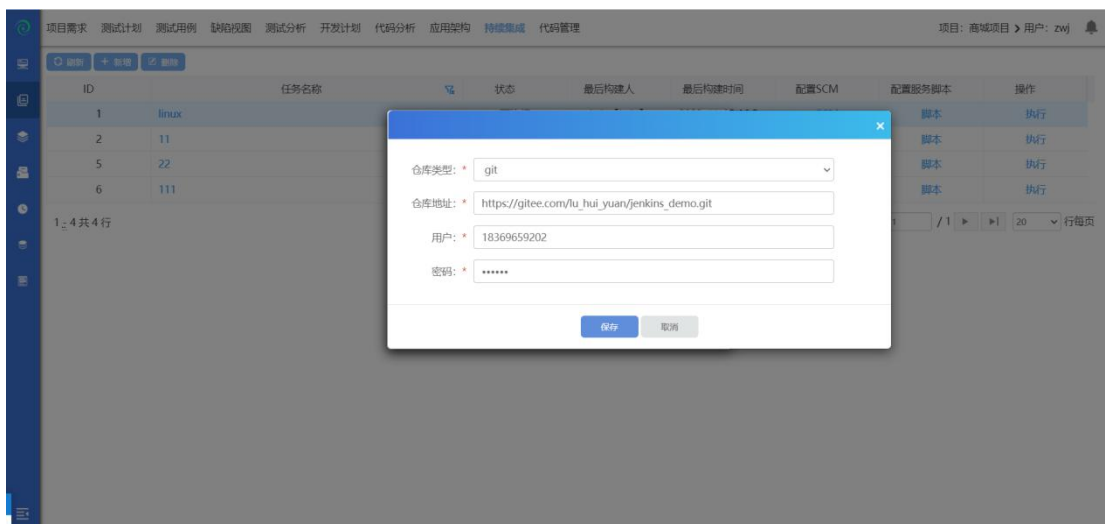 项目需求 测试计划 测试用例 缺陷视图 测试分析 开发计划 代码分析 应用架构 持续集成 代码管理 项目: 商城项目 用户: zwj
刷新 新增 删除
ID 任务名称 状态 最后构建人 最后构建时间 配置SCM 配置服务脚本 操作
1 linux 脚本 执行
2 11 脚本 执行
5 22 脚本 执行
6 111 脚本 执行
1 - 4 共 4 行 1 / 1 20 行每页
仓库类型: * git
仓库地址: * https://gitee.com/lu_hui_yuan/jenkins_demo.git
用户: * 18369659202
密码: * ••••••
保存 取消